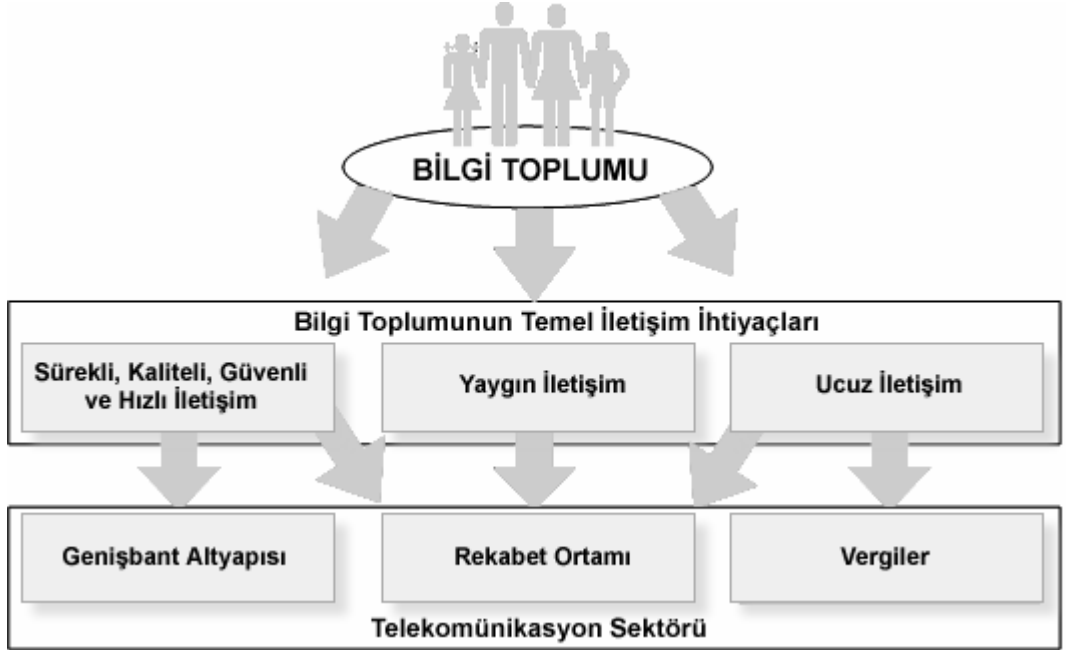 BİLGİ TOPLUMU
Bilgi Toplumunun Temel İletişim İhtiyaçları
Sürekli, Kaliteli, Güvenli
ve Hızlı İletişim
Yaygın İletişim
Ucuz İletişim
Genişbant Altyapısı
Rekabet Ortamı
Vergiler
Telekomünikasyon Sektörü